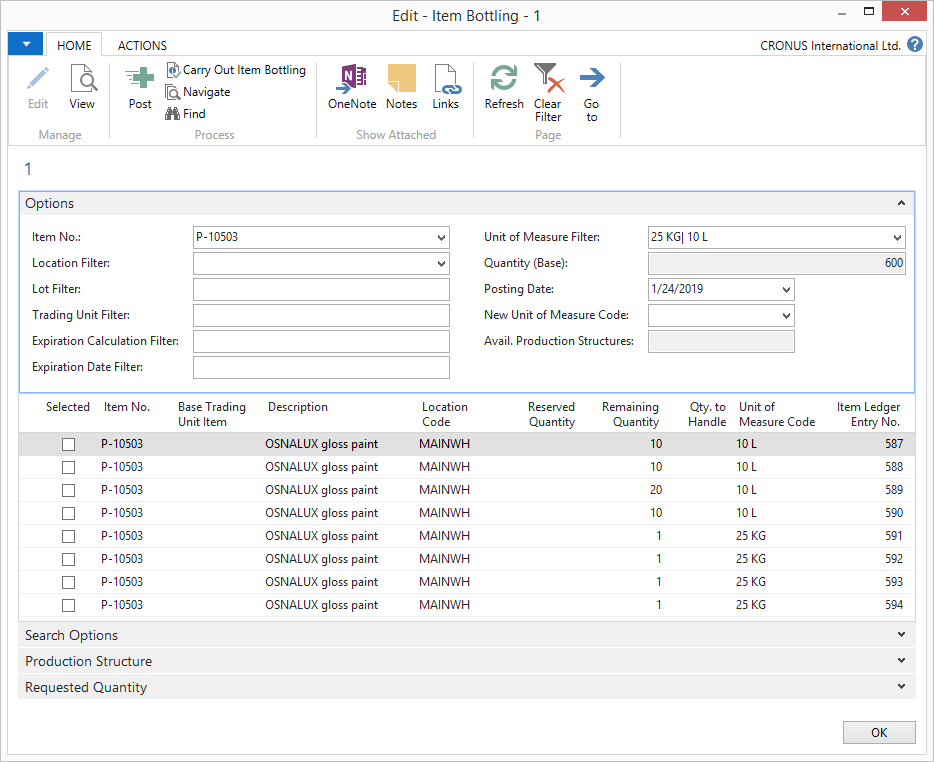 Edit - Item Bottling - 1
HOME ACTIONS CRONUS International Ltd. ?
Edit View Post Carry Out Item Bottling Navigate Find OneNote Notes Links Refresh Clear Filter Go to
Manage Process Show Attached Page
1
Options
Item No.: P-10503 Unit of Measure Filter: 25 KG| 10 L
Location Filter: Quantity (Base): 600
Lot Filter: Posting Date: 1/24/2019
Trading Unit Filter: New Unit of Measure Code:
Expiration Calculation Filter: Avail. Production Structures:
Expiration Date Filter:
Selected Item No. Base Trading Unit Item Description Location Code Reserved Quantity Remaining Quantity Qty. to Handle Unit of Measure Code Item Ledger Entry No.
P-10503 OSNALUX gloss paint MAINWH 10 10 L 587
P-10503 OSNALUX gloss paint MAINWH 10 10 L 588
P-10503 OSNALUX gloss paint MAINWH 20 10 L 589
P-10503 OSNALUX gloss paint MAINWH 10 10 L 590
P-10503 OSNALUX gloss paint MAINWH 1 25 KG 591
P-10503 OSNALUX gloss paint MAINWH 1 25 KG 592
P-10503 OSNALUX gloss paint MAINWH 1 25 KG 593
P-10503 OSNALUX gloss paint MAINWH 1 25 KG 594
Search Options
Production Structure
Requested Quantity
OK